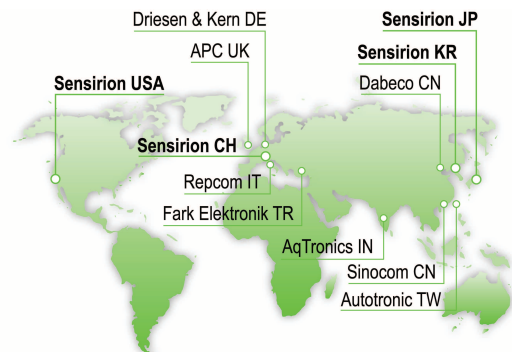 Driesen & Kern DE
Sensirion JP
APC UK
Sensirion KR
Sensirion USA
Dabeco CN
Sensirion CH
Repcom IT
Fark Elektronik TR
AqTronics IN
Sinocom CN
Autotronic TW